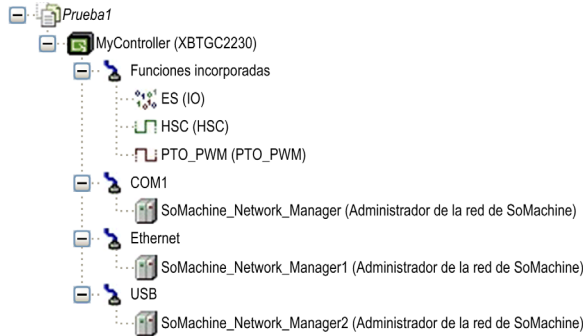 Prueba1
MyController (XBTGC2230)
Funciones incorporadas
ES (IO)
HSC (HSC)
PTO_PWM (PTO_PWM)
COM1
SoMachine_Network_Manager (Administrador de la red de SoMachine)
Ethernet
SoMachine_Network_Manager1 (Administrador de la red de SoMachine)
USB
SoMachine_Network_Manager2 (Administrador de la red de SoMachine)